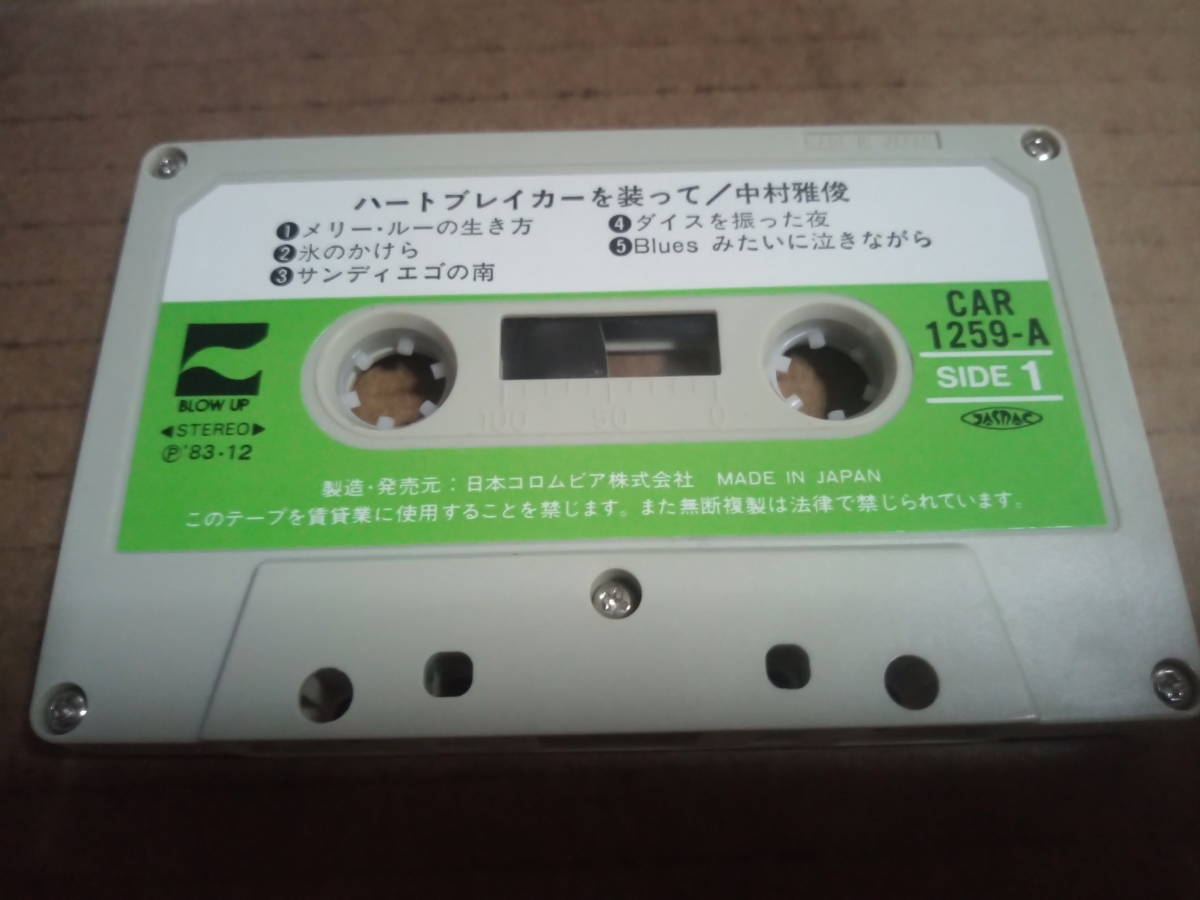 ハートブレイカーを装って/中村雅俊
❶メリー・ルーの生き方
❷氷のかけら
❸サンディエゴの南
❹ダイスを振った夜
❺Blues みたいに泣きながら
BLOW UP
◀STEREO▶
Ⓟ'83・12
100 50 0
CAR
1259-A
SIDE 1
JASRAC
製造・発売元：日本コロムビア株式会社 MADE IN JAPAN
このテープを賃貸業に使用することを禁じます。また無断複製は法律で禁じられています。